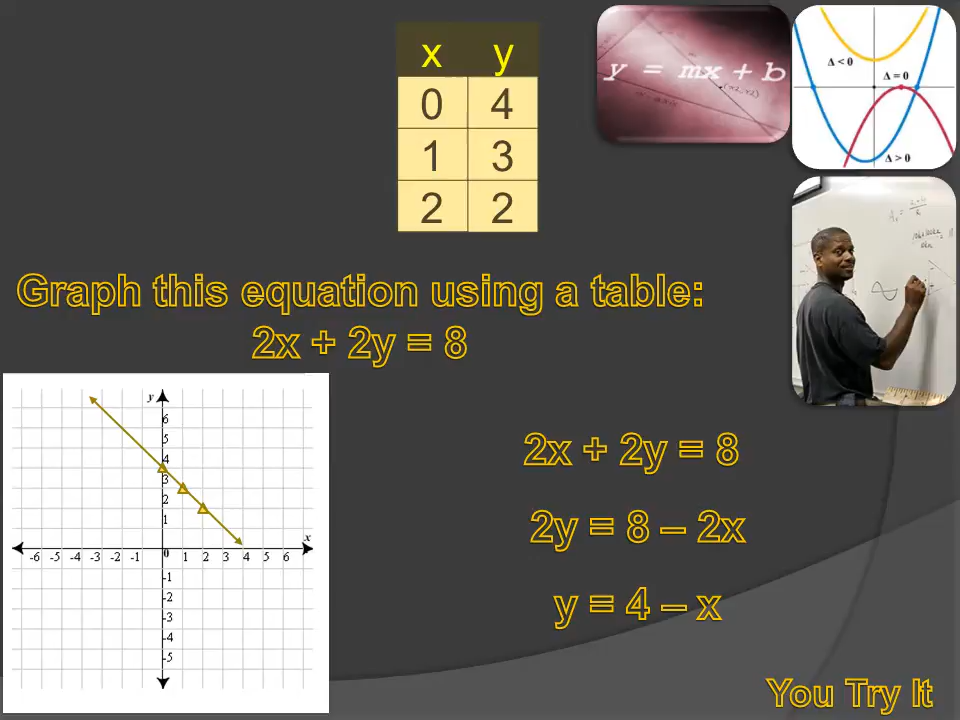 x y
0 4
1 3
2 2
y = mx + b
Δ < 0
Δ = 0
Δ > 0
Graph this equation using a table:
2x + 2y = 8
y
6
5
4
3
2
1
x
-6 -5 -4 -3 -2 -1 0 1 2 3 4 5 6
-1
-2
-3
-4
-5
2x + 2y = 8
2y = 8 – 2x
y = 4 – x
You Try It